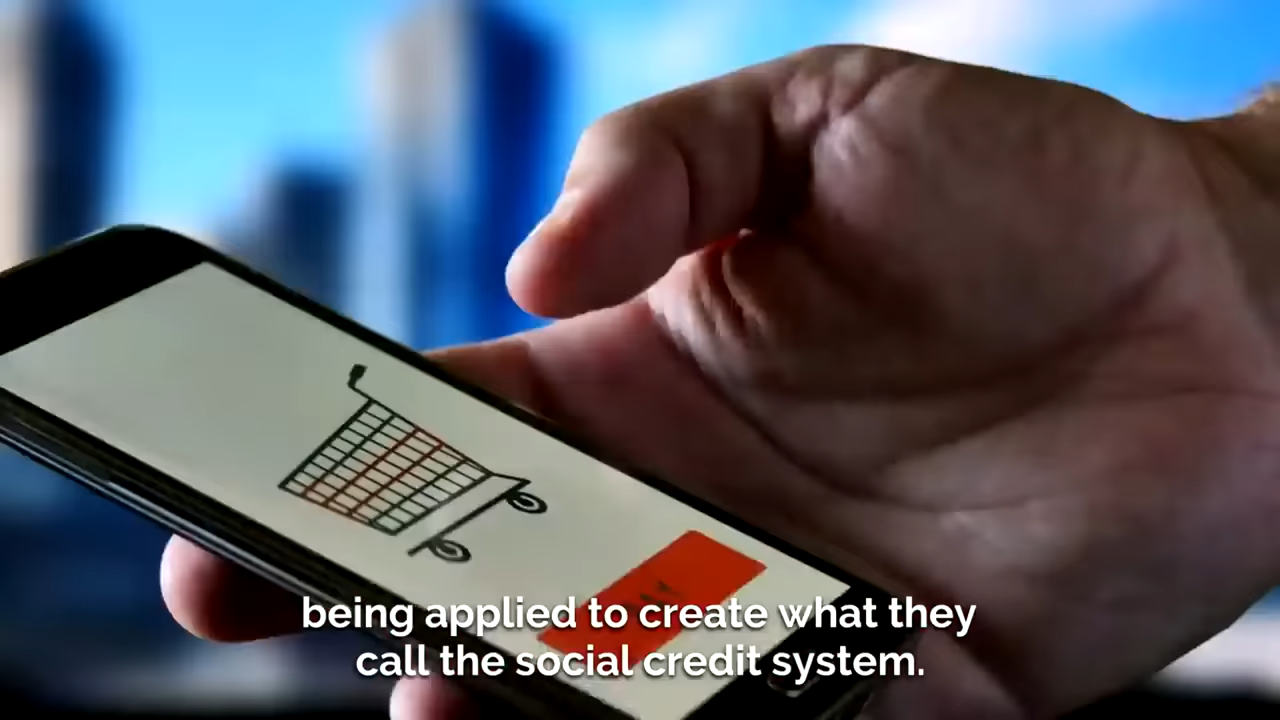 being applied to create what they
call the social credit system.